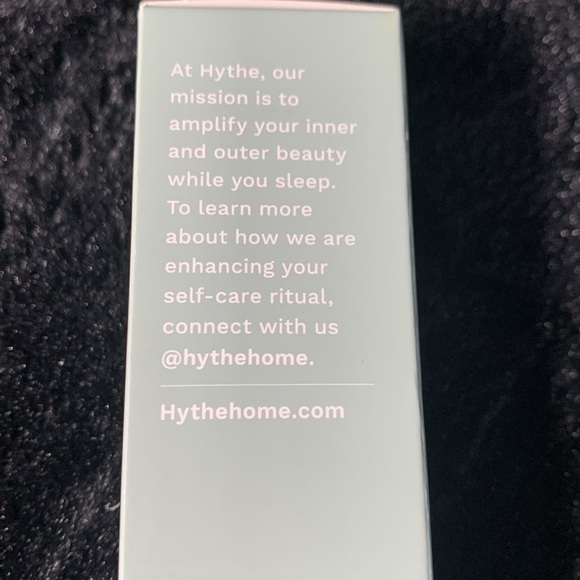 At Hythe, our
mission is to
amplify your inner
and outer beauty
while you sleep.
To learn more
about how we are
enhancing your
self-care ritual,
connect with us
@hythehome.
Hythehome.com